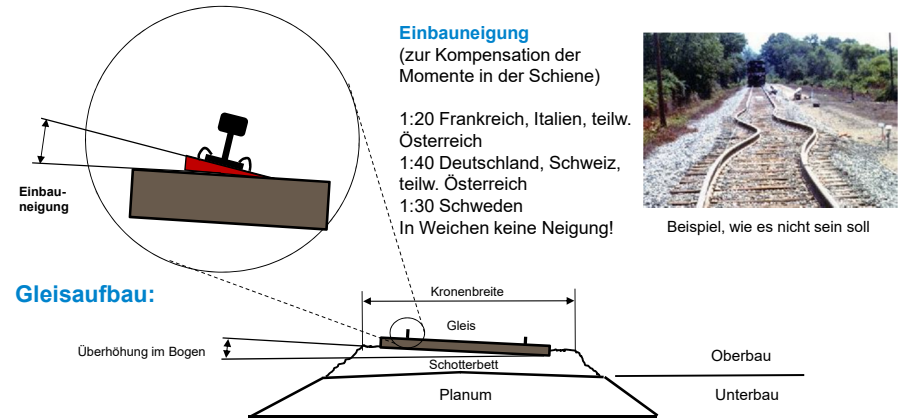 Einbauneigung
(zur Kompensation der
Momente in der Schiene)
1:20 Frankreich, Italien, teilw.
Österreich
1:40 Deutschland, Schweiz,
teilw. Österreich
1:30 Schweden
In Weichen keine Neigung!
Beispiel, wie es nicht sein soll
Einbau-
neigung
Gleisaufbau:
Kronenbreite
Gleis
Überhöhung im Bogen
Schotterbett
Oberbau
Planum
Unterbau